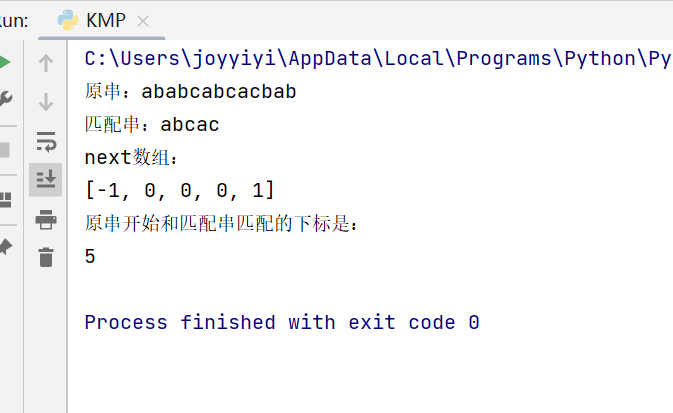 Run: KMP
C:\Users\joyyiyi\AppData\Local\Programs\Python\Py
原串：ababcabcacbab
匹配串：abcac
next数组：
[-1, 0, 0, 0, 1]
原串开始和匹配串匹配的下标是：
5
Process finished with exit code 0